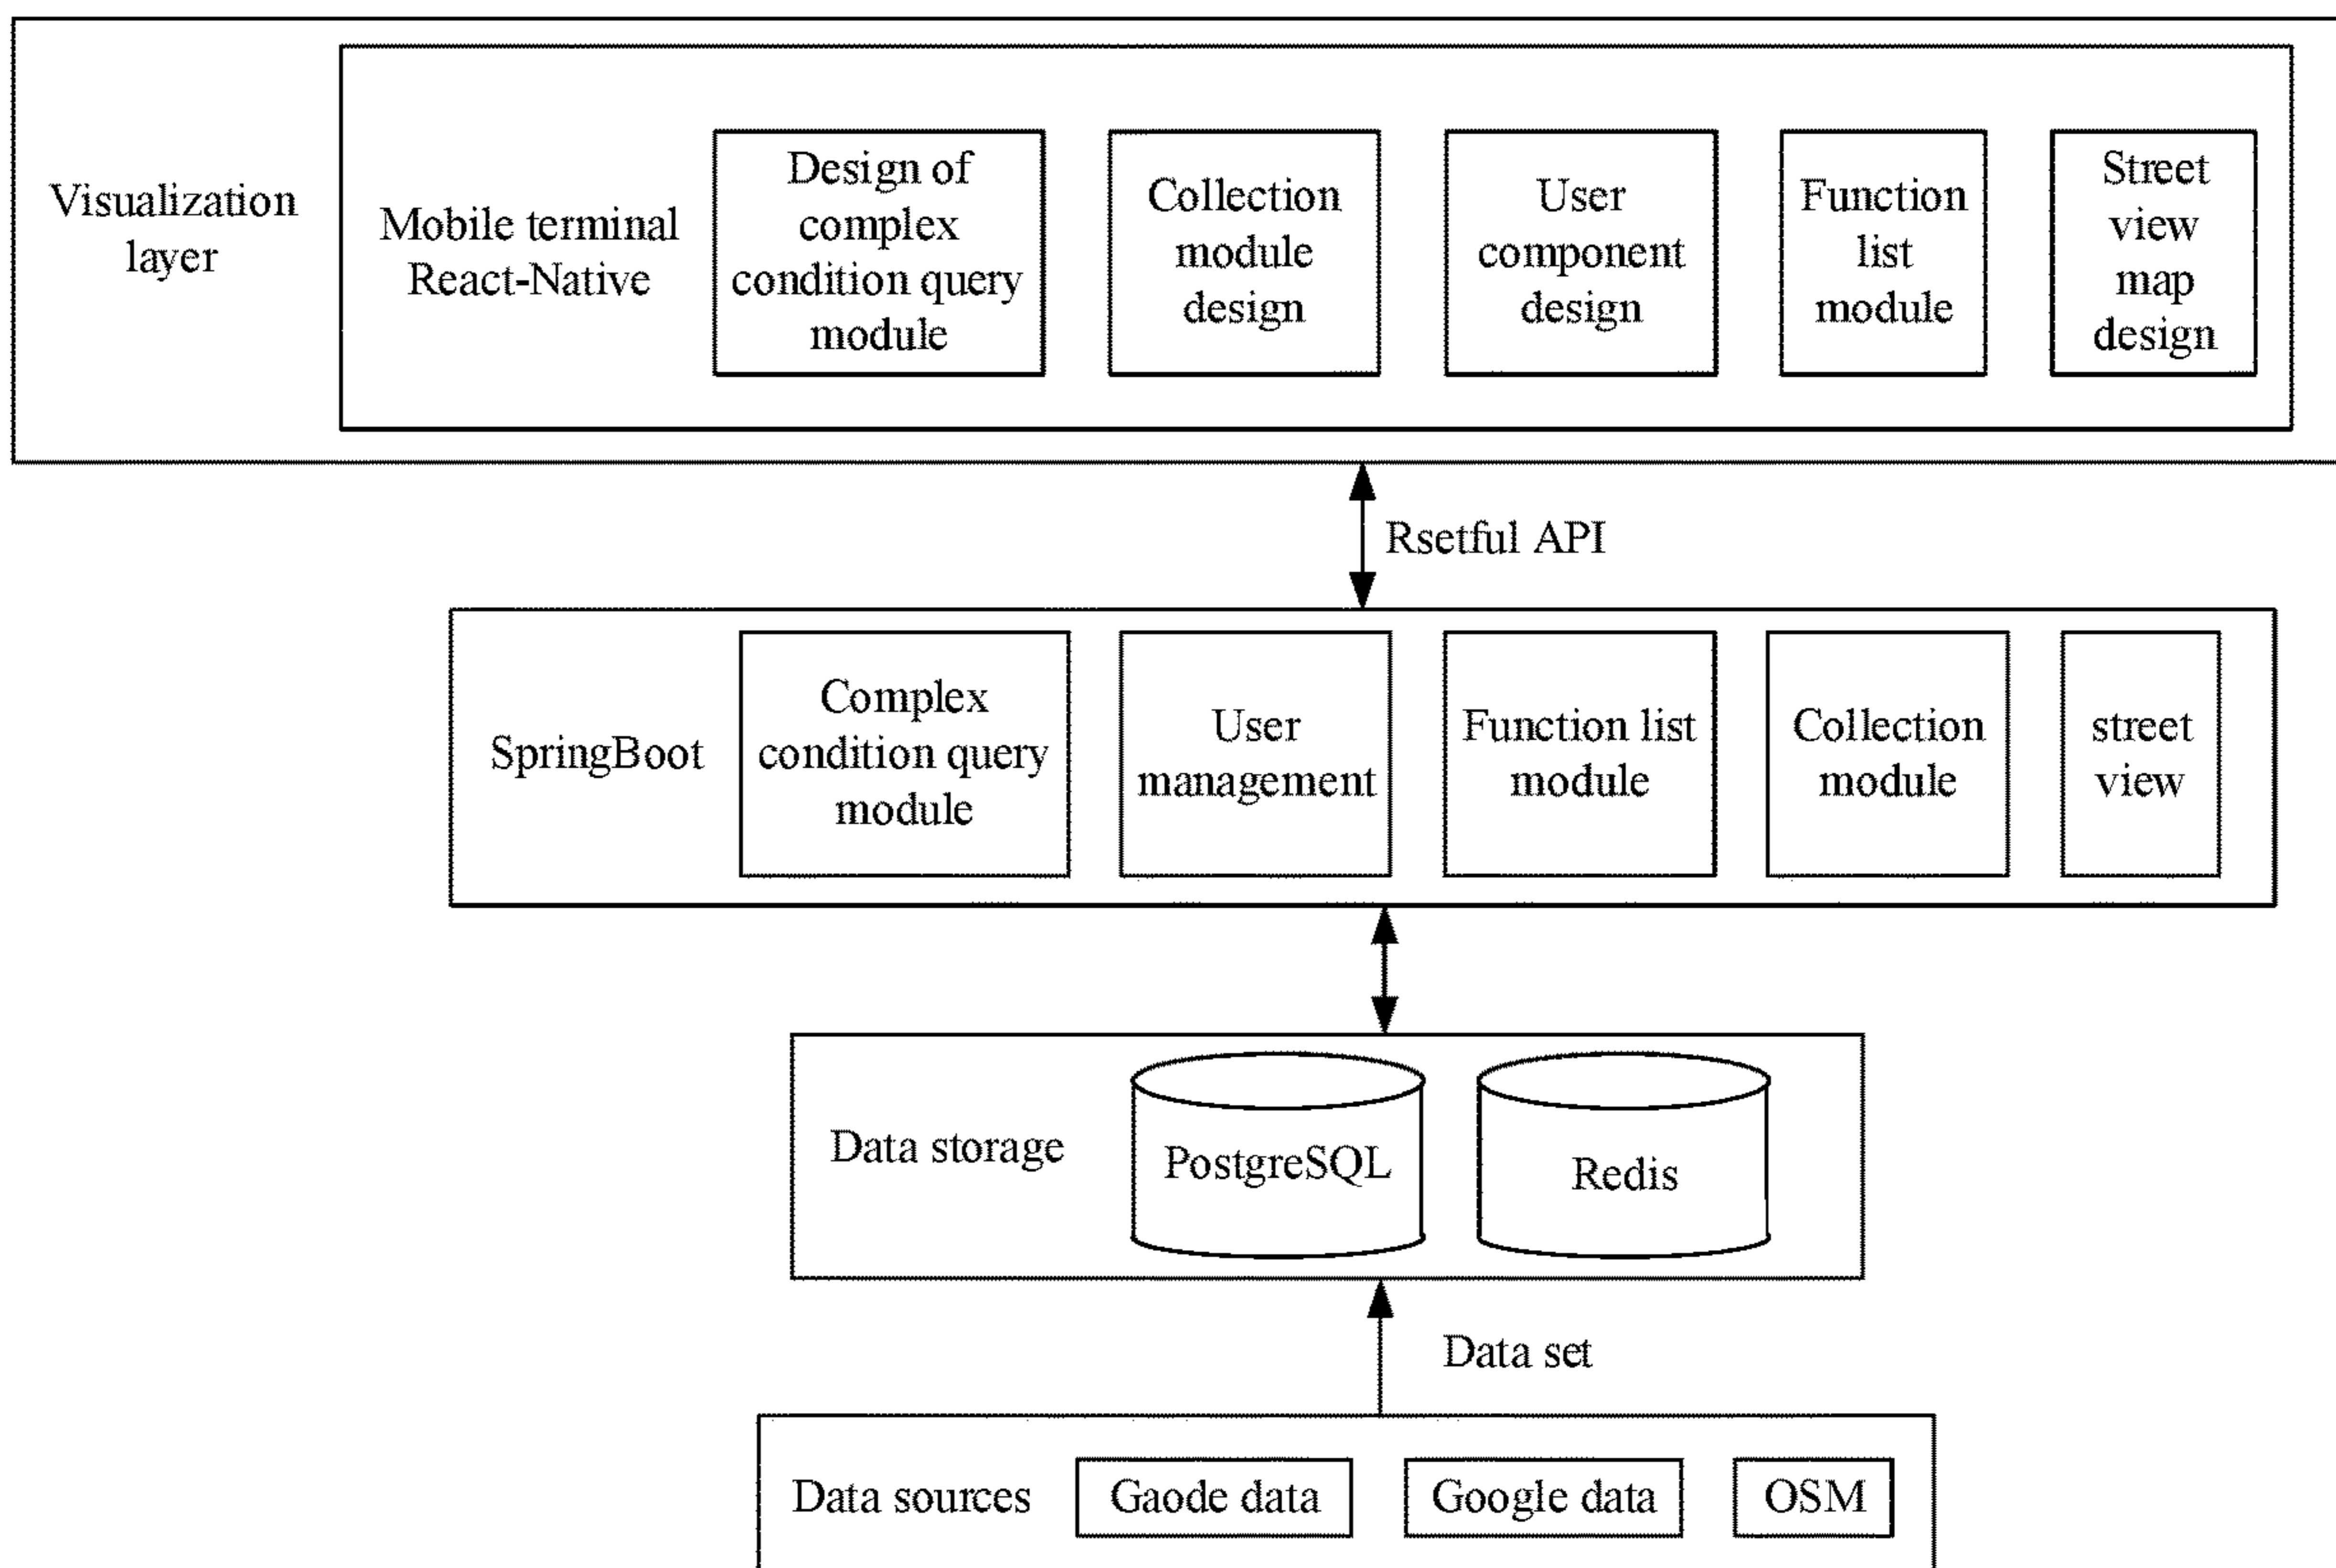 Visualization
layer
Mobile terminal
React-Native
Design of
complex
condition query
module
Collection
module
design
User
component
design
Function
list
module
Street
view
map
design
Rsetful API
SpringBoot
Complex
condition query
module
User
management
Function list
module
Collection
module
street
view
Data storage
PostgreSQL
Redis
Data set
Data sources
Gaode data
Google data
OSM